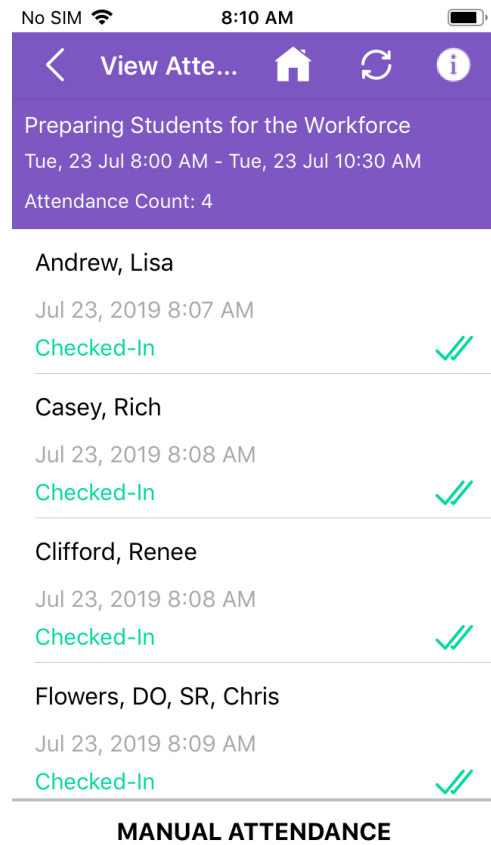 No SIM 8:10 AM
View Atte...
Preparing Students for the Workforce
Tue, 23 Jul 8:00 AM - Tue, 23 Jul 10:30 AM
Attendance Count: 4
Andrew, Lisa
Jul 23, 2019 8:07 AM
Checked-In
Casey, Rich
Jul 23, 2019 8:08 AM
Checked-In
Clifford, Renee
Jul 23, 2019 8:08 AM
Checked-In
Flowers, DO, SR, Chris
Jul 23, 2019 8:09 AM
Checked-In
MANUAL ATTENDANCE